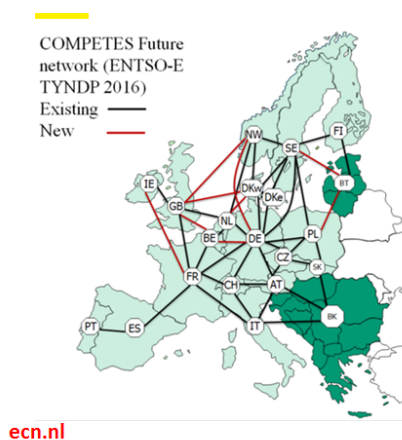 COMPETES Future
network (ENTSO-E
TYNDP 2016)
Existing
New
NW
SE
FI
IE
GB
DKw
DKe
BT
NL
BE
DE
PL
CZ
SK
FR
CH
AT
BK
PT
ES
IT
ecn.nl